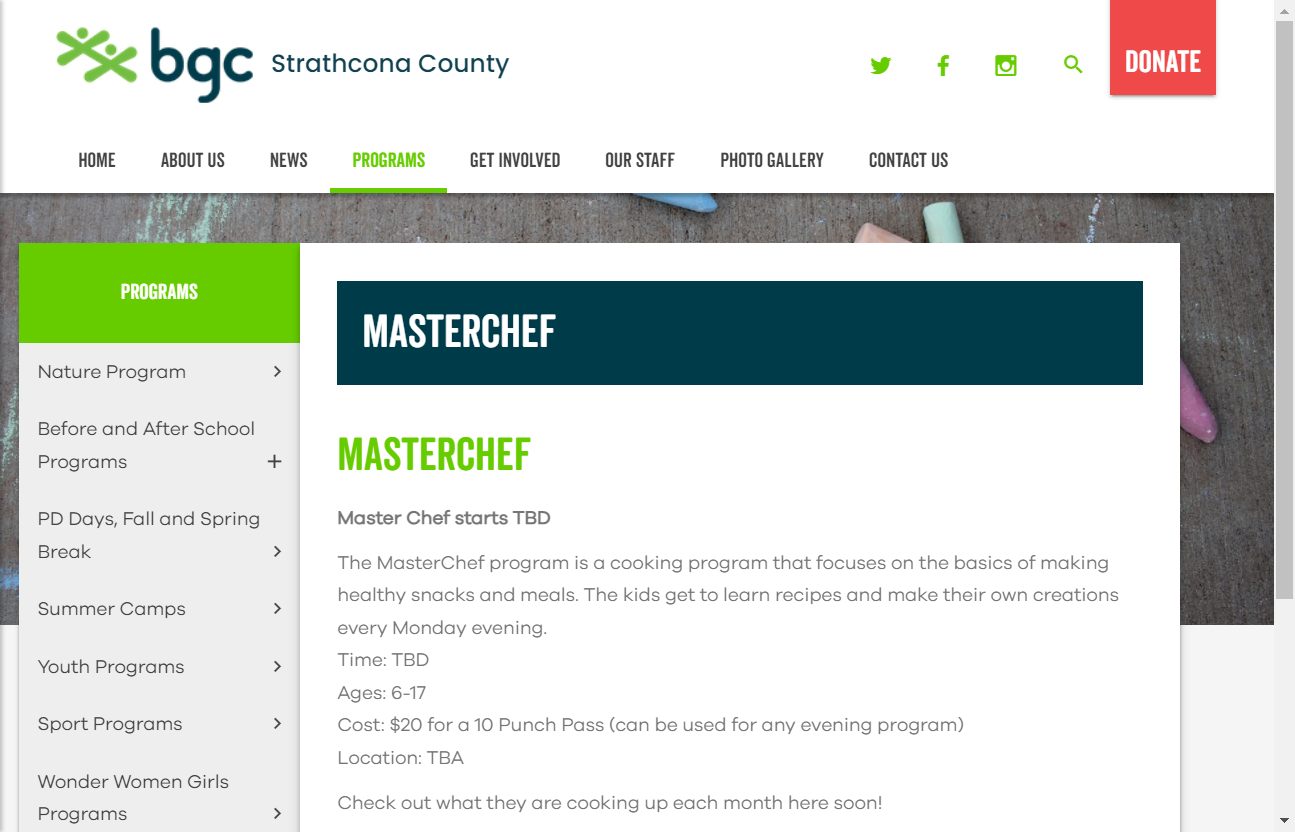 bgc Strathcona County
DONATE
HOME ABOUT US NEWS PROGRAMS GET INVOLVED OUR STAFF PHOTO GALLERY CONTACT US
PROGRAMS
Nature Program
Before and After School
Programs
PD Days, Fall and Spring
Break
Summer Camps
Youth Programs
Sport Programs
Wonder Women Girls
Programs
MASTERCHEF
MASTERCHEF
Master Chef starts TBD
The MasterChef program is a cooking program that focuses on the basics of making
healthy snacks and meals. The kids get to learn recipes and make their own creations
every Monday evening.
Time: TBD
Ages: 6-17
Cost: $20 for a 10 Punch Pass (can be used for any evening program)
Location: TBA
Check out what they are cooking up each month here soon!